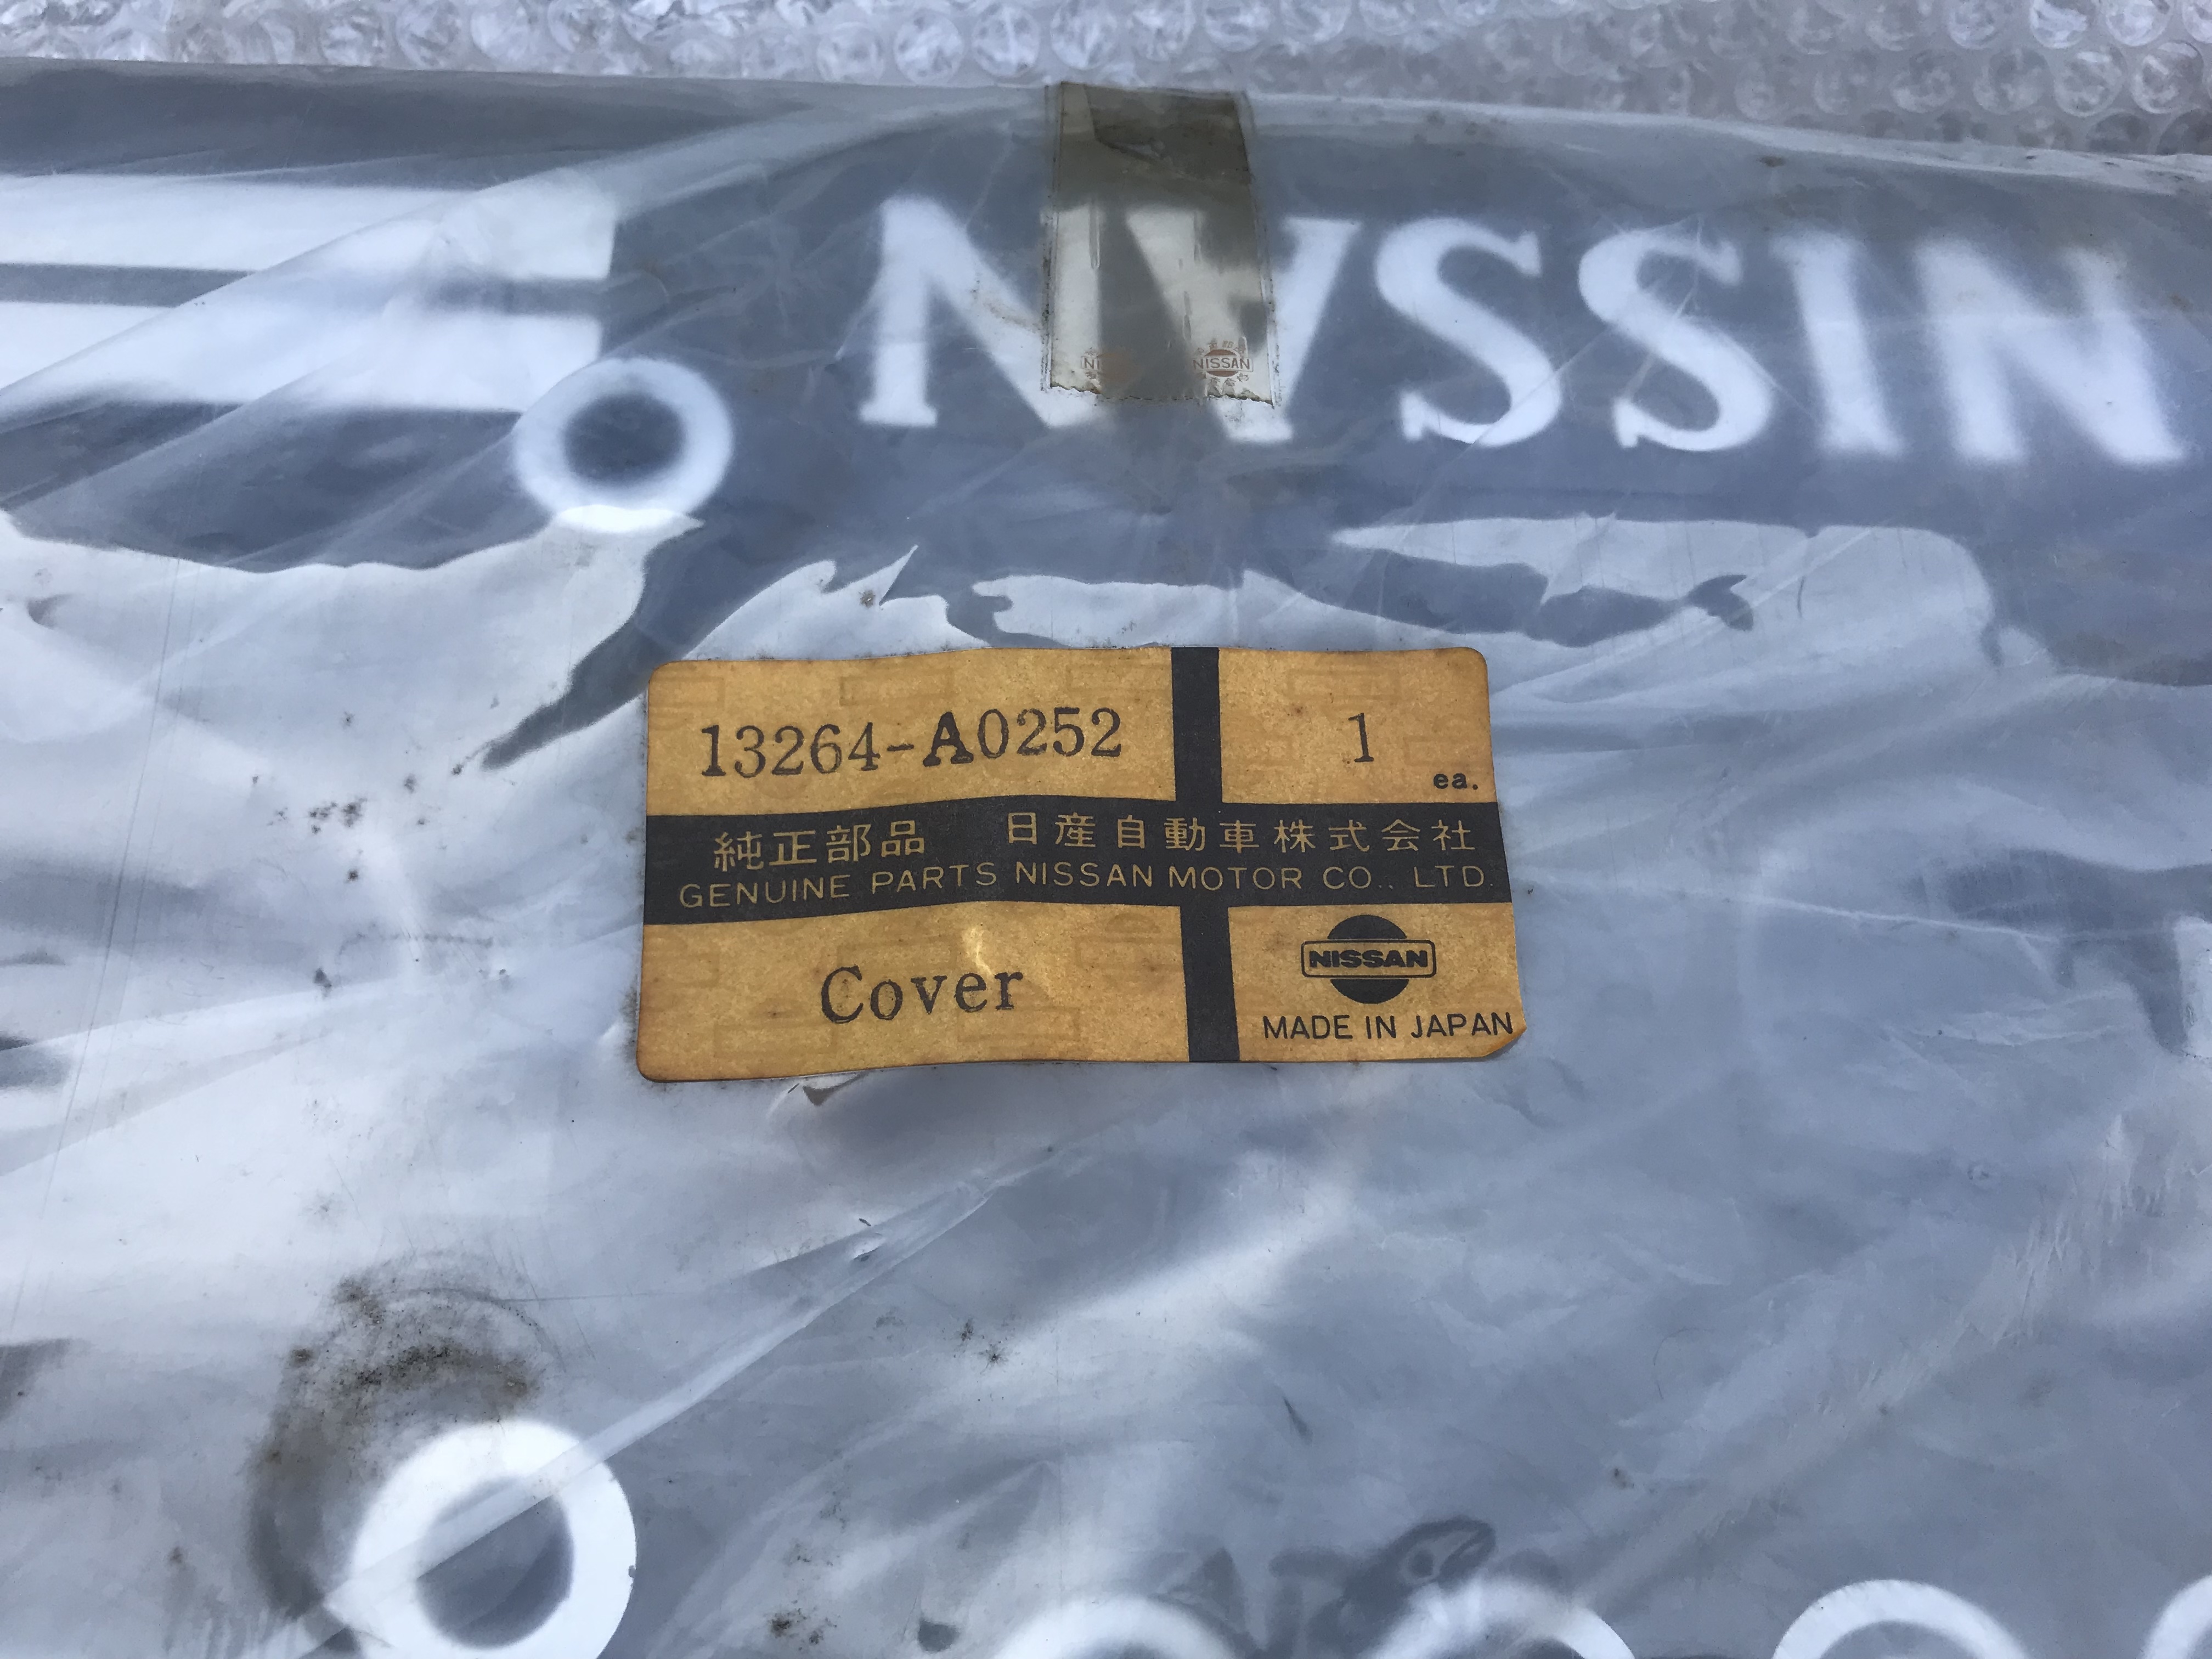 NISSAN
NISSAN
13264-A0252
1
ea.
純正部品 日産自動車株式会社
GENUINE PARTS NISSAN MOTOR CO., LTD.
Cover
NISSAN
MADE IN JAPAN